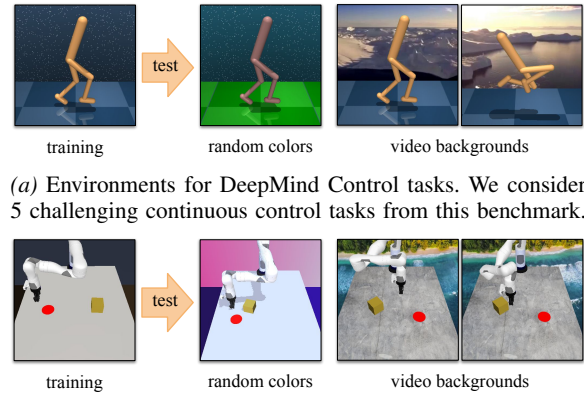 test
training
random colors
video backgrounds
(a) Environments for DeepMind Control tasks. We consider
5 challenging continuous control tasks from this benchmark.
test
training
random colors
video backgrounds